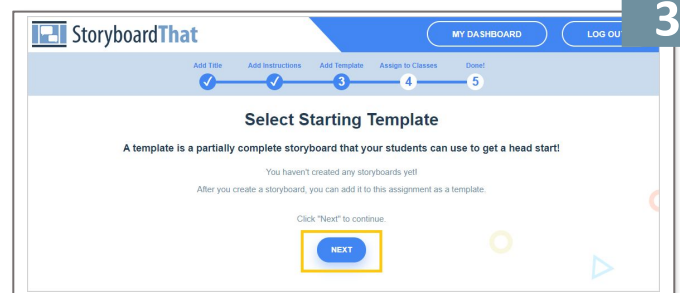 3
StoryboardThat
MY DASHBOARD
LOG OU
Add Title Add Instructions Add Template Assign to Classes Done!
3 4 5
Select Starting Template
A template is a partially complete storyboard that your students can use to get a head start!
You haven't created any storyboards yet!
After you create a storyboard, you can add it to this assignment as a template.
Click "Next" to continue.
NEXT